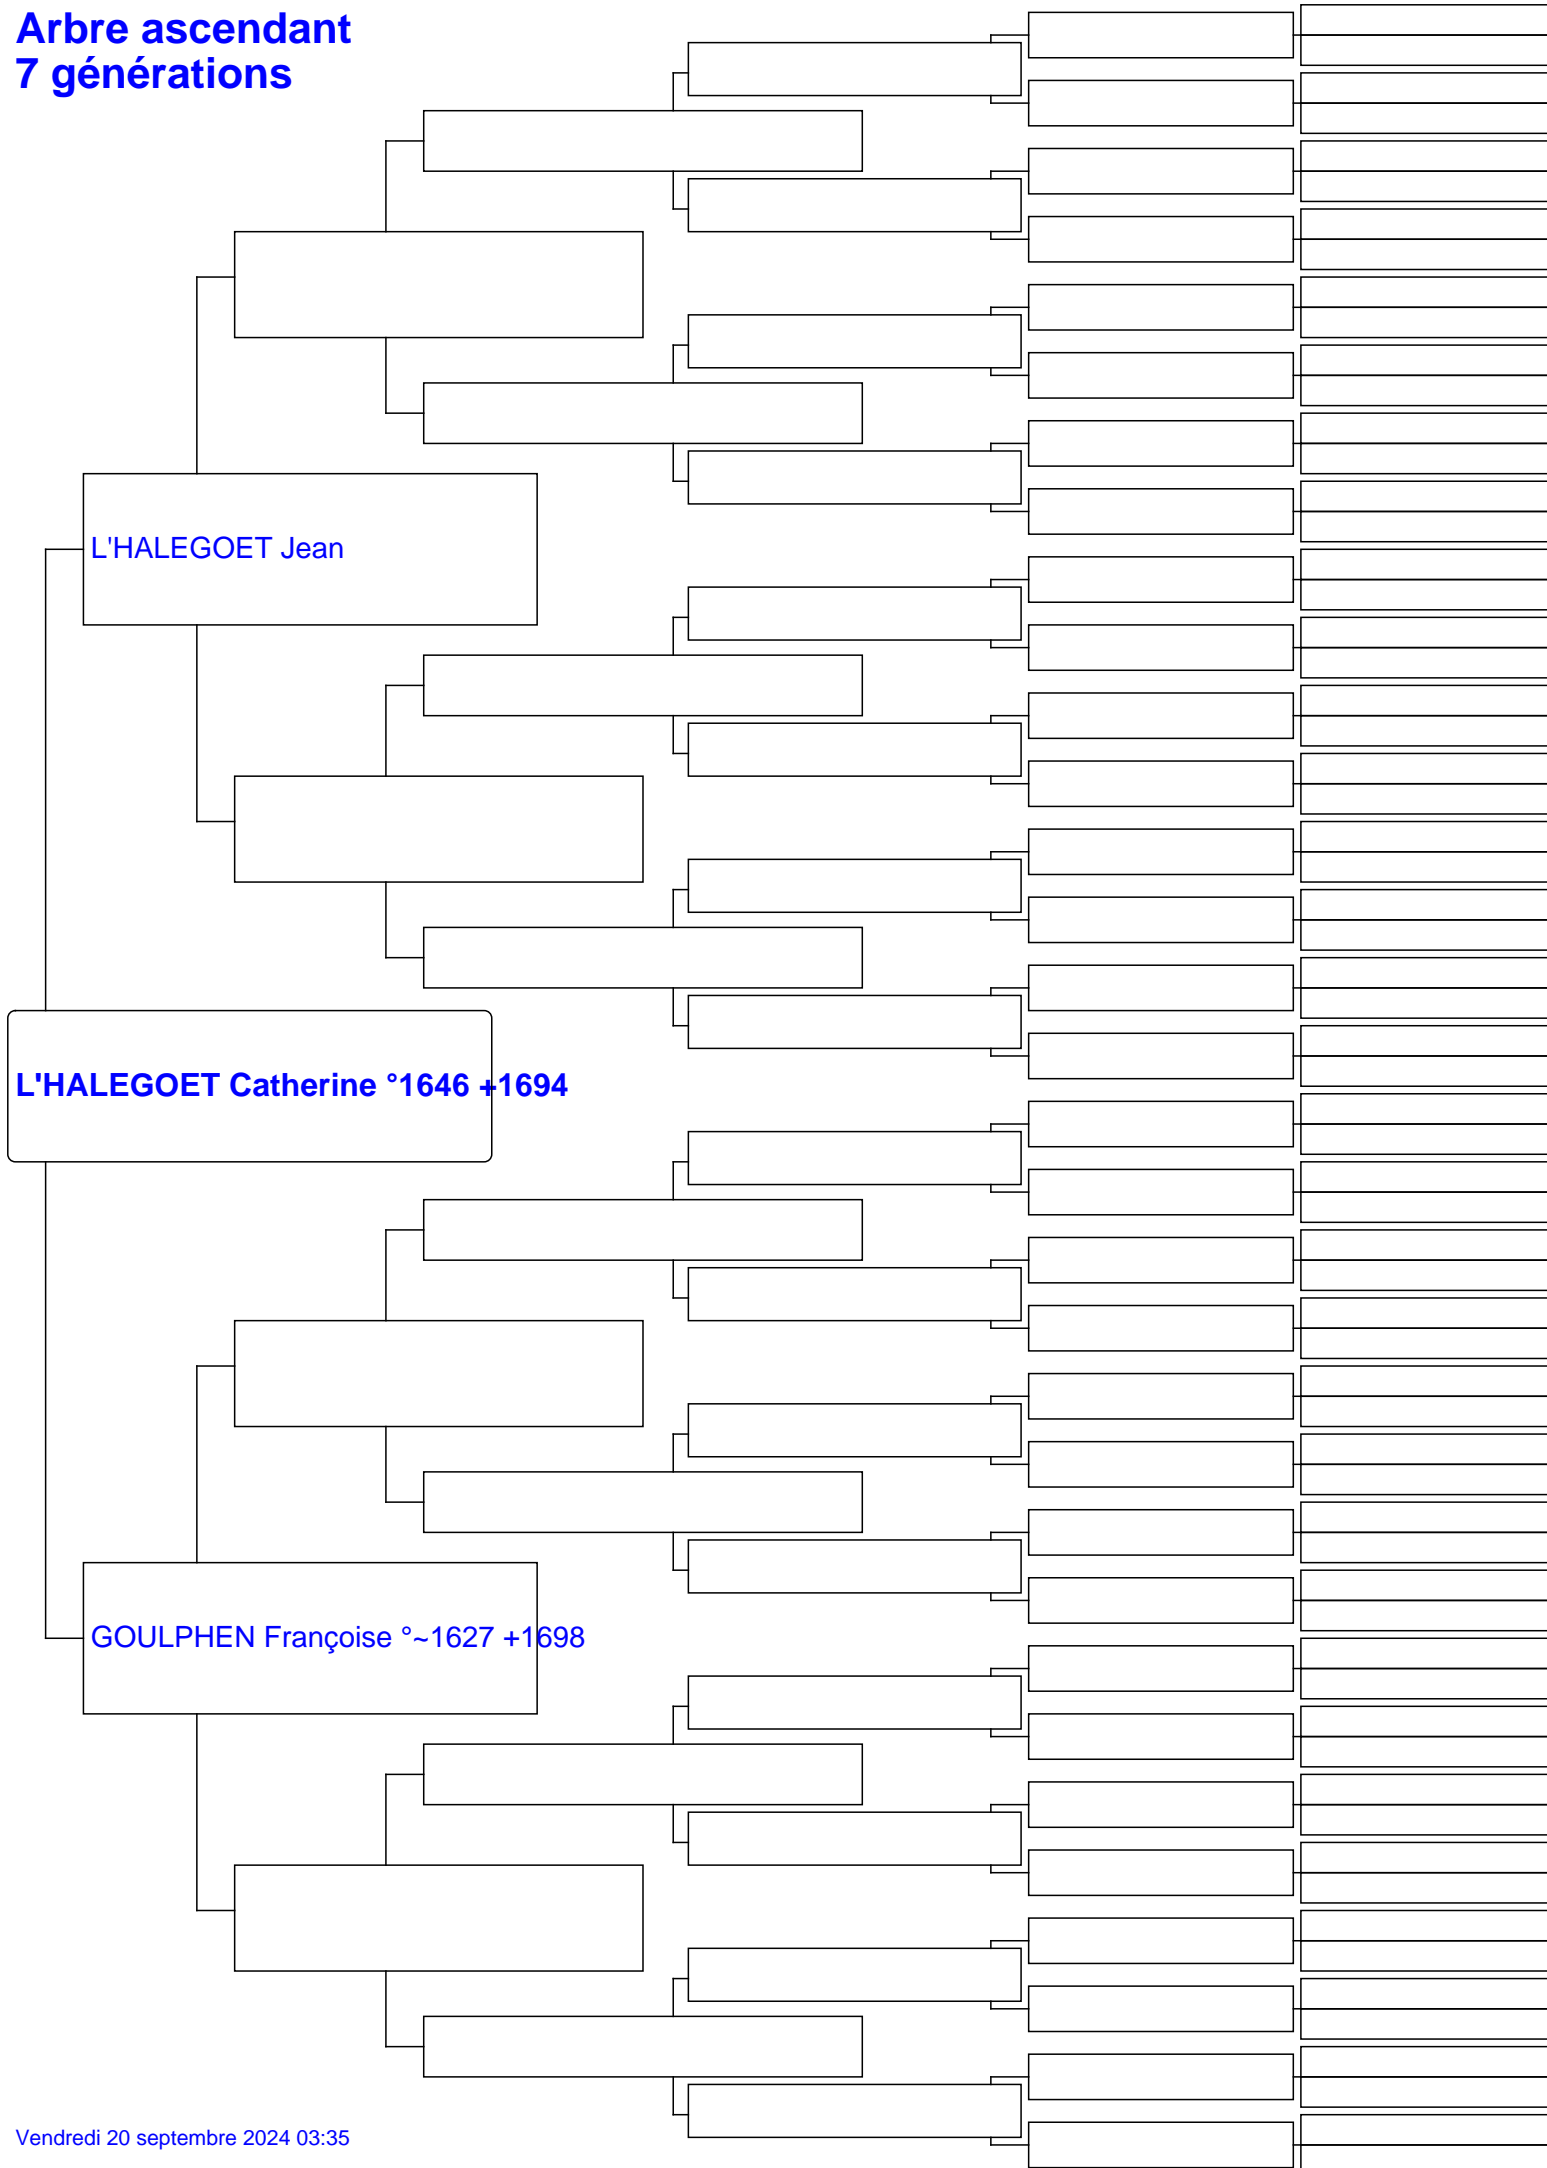 Arbre ascendant
7 générations
L'HALEGOET Jean
L'HALEGOET Catherine °1646 +1694
GOULPHEN Françoise °~1627 +1698
Vendredi 20 septembre 2024 03:35